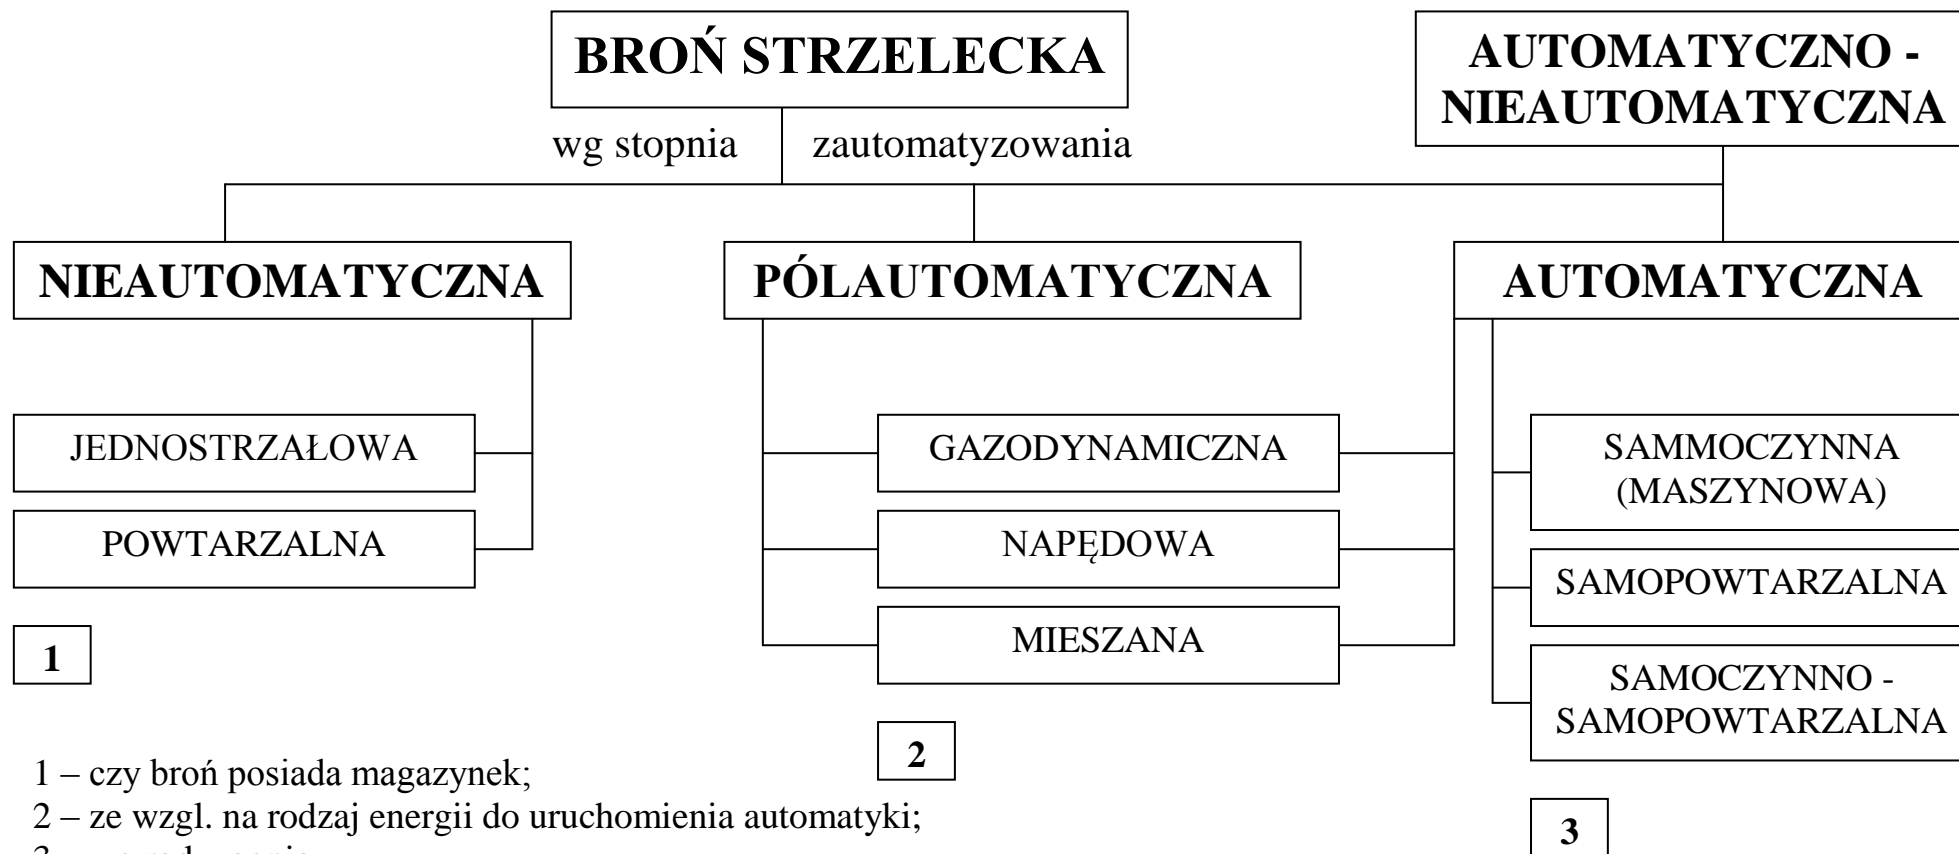 BROŃ STRZELECKA
AUTOMATYCZNO -
NIEAUTOMATYCZNA
wg stopnia zautomatyzowania
NIEAUTOMATYCZNA
PÓLAUTOMATYCZNA
AUTOMATYCZNA
JEDNOSTRZAŁOWA
POWTARZALNA
1
GAZODYNAMICZNA
NAPĘDOWA
MIESZANA
2
SAMMOCZYNNA
(MASZYNOWA)
SAMOPOWTARZALNA
SAMOCZYNNO -
SAMOPOWTARZALNA
3
1 – czy broń posiada magazynek;
2 – ze wzgl. na rodzaj energii do uruchomienia automatyki;